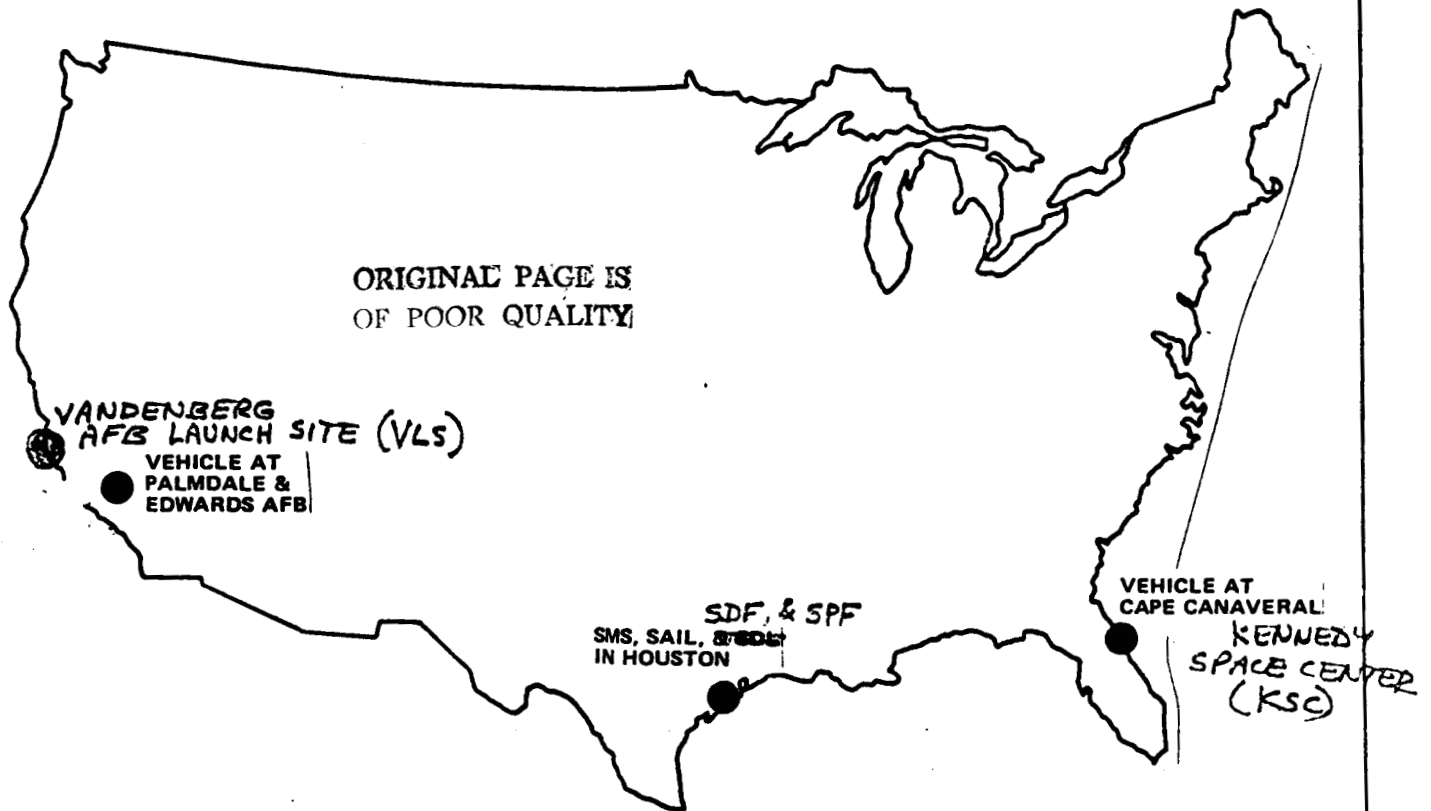 ORIGINAL PAGE IS
OF POOR QUALITY
VANDENBERG
AFB LAUNCH SITE (VLS)
VEHICLE AT
PALMDALE &
EDWARDS AFB
SDF, & SPF
SMS, SAIL,
IN HOUSTON
VEHICLE AT
CAPE CANAVERAL
KENNEDY
SPACE CENTER
(KSC)